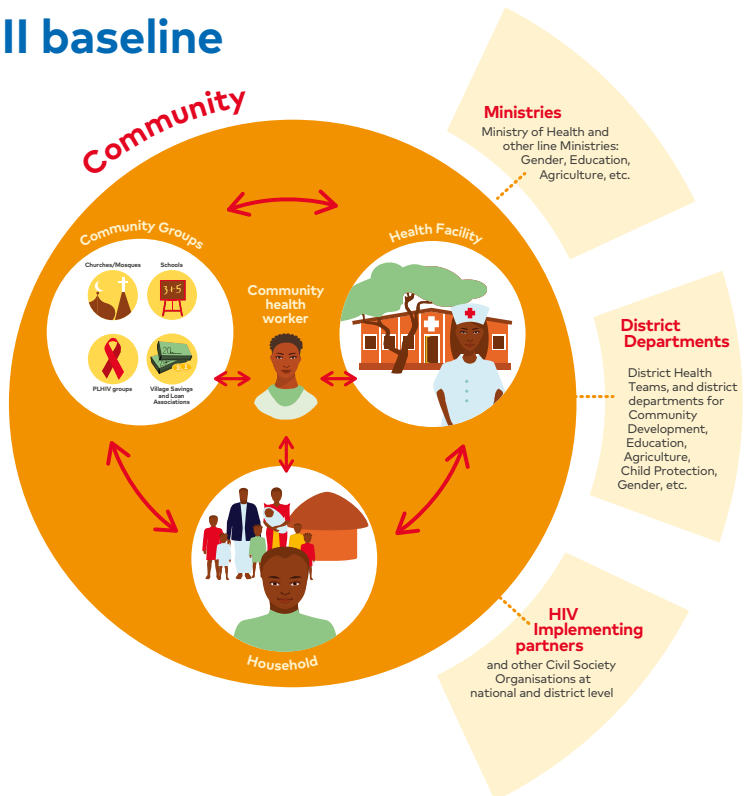 II baseline
Community
Community Groups
Churches/Mosques
Schools
3+5
PLHIV groups
20
Village Savings
and Loan
Associations
Community
health
worker
Health Facility
Household
Ministries
Ministry of Health and
other line Ministries:
Gender, Education,
Agriculture, etc.
District
Departments
District Health
Teams, and district
departments for
Community
Development,
Education,
Agriculture,
Child Protection,
Gender, etc.
HIV
Implementing
partners
and other Civil Society
Organisations at
national and district level